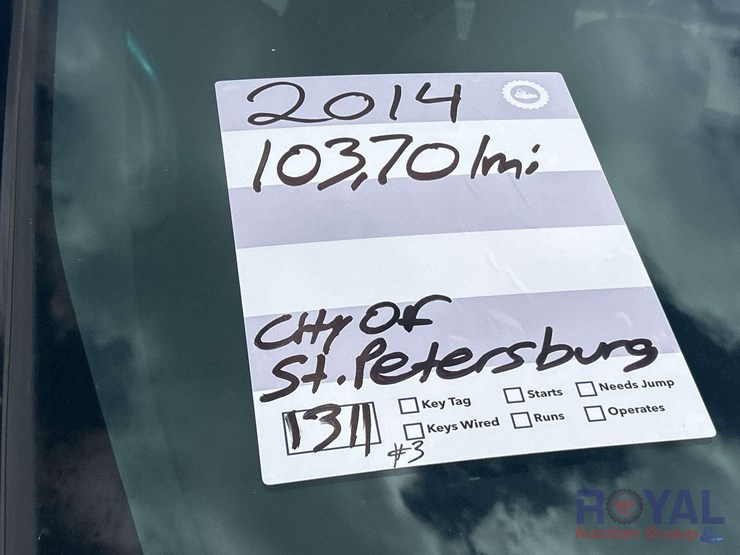 2014
103,701mi
City Of
St. Petersburg
1311
#3
Key Tag
Starts
Needs Jump
Keys Wired
Runs
Operates
ROYAL
Auction Group